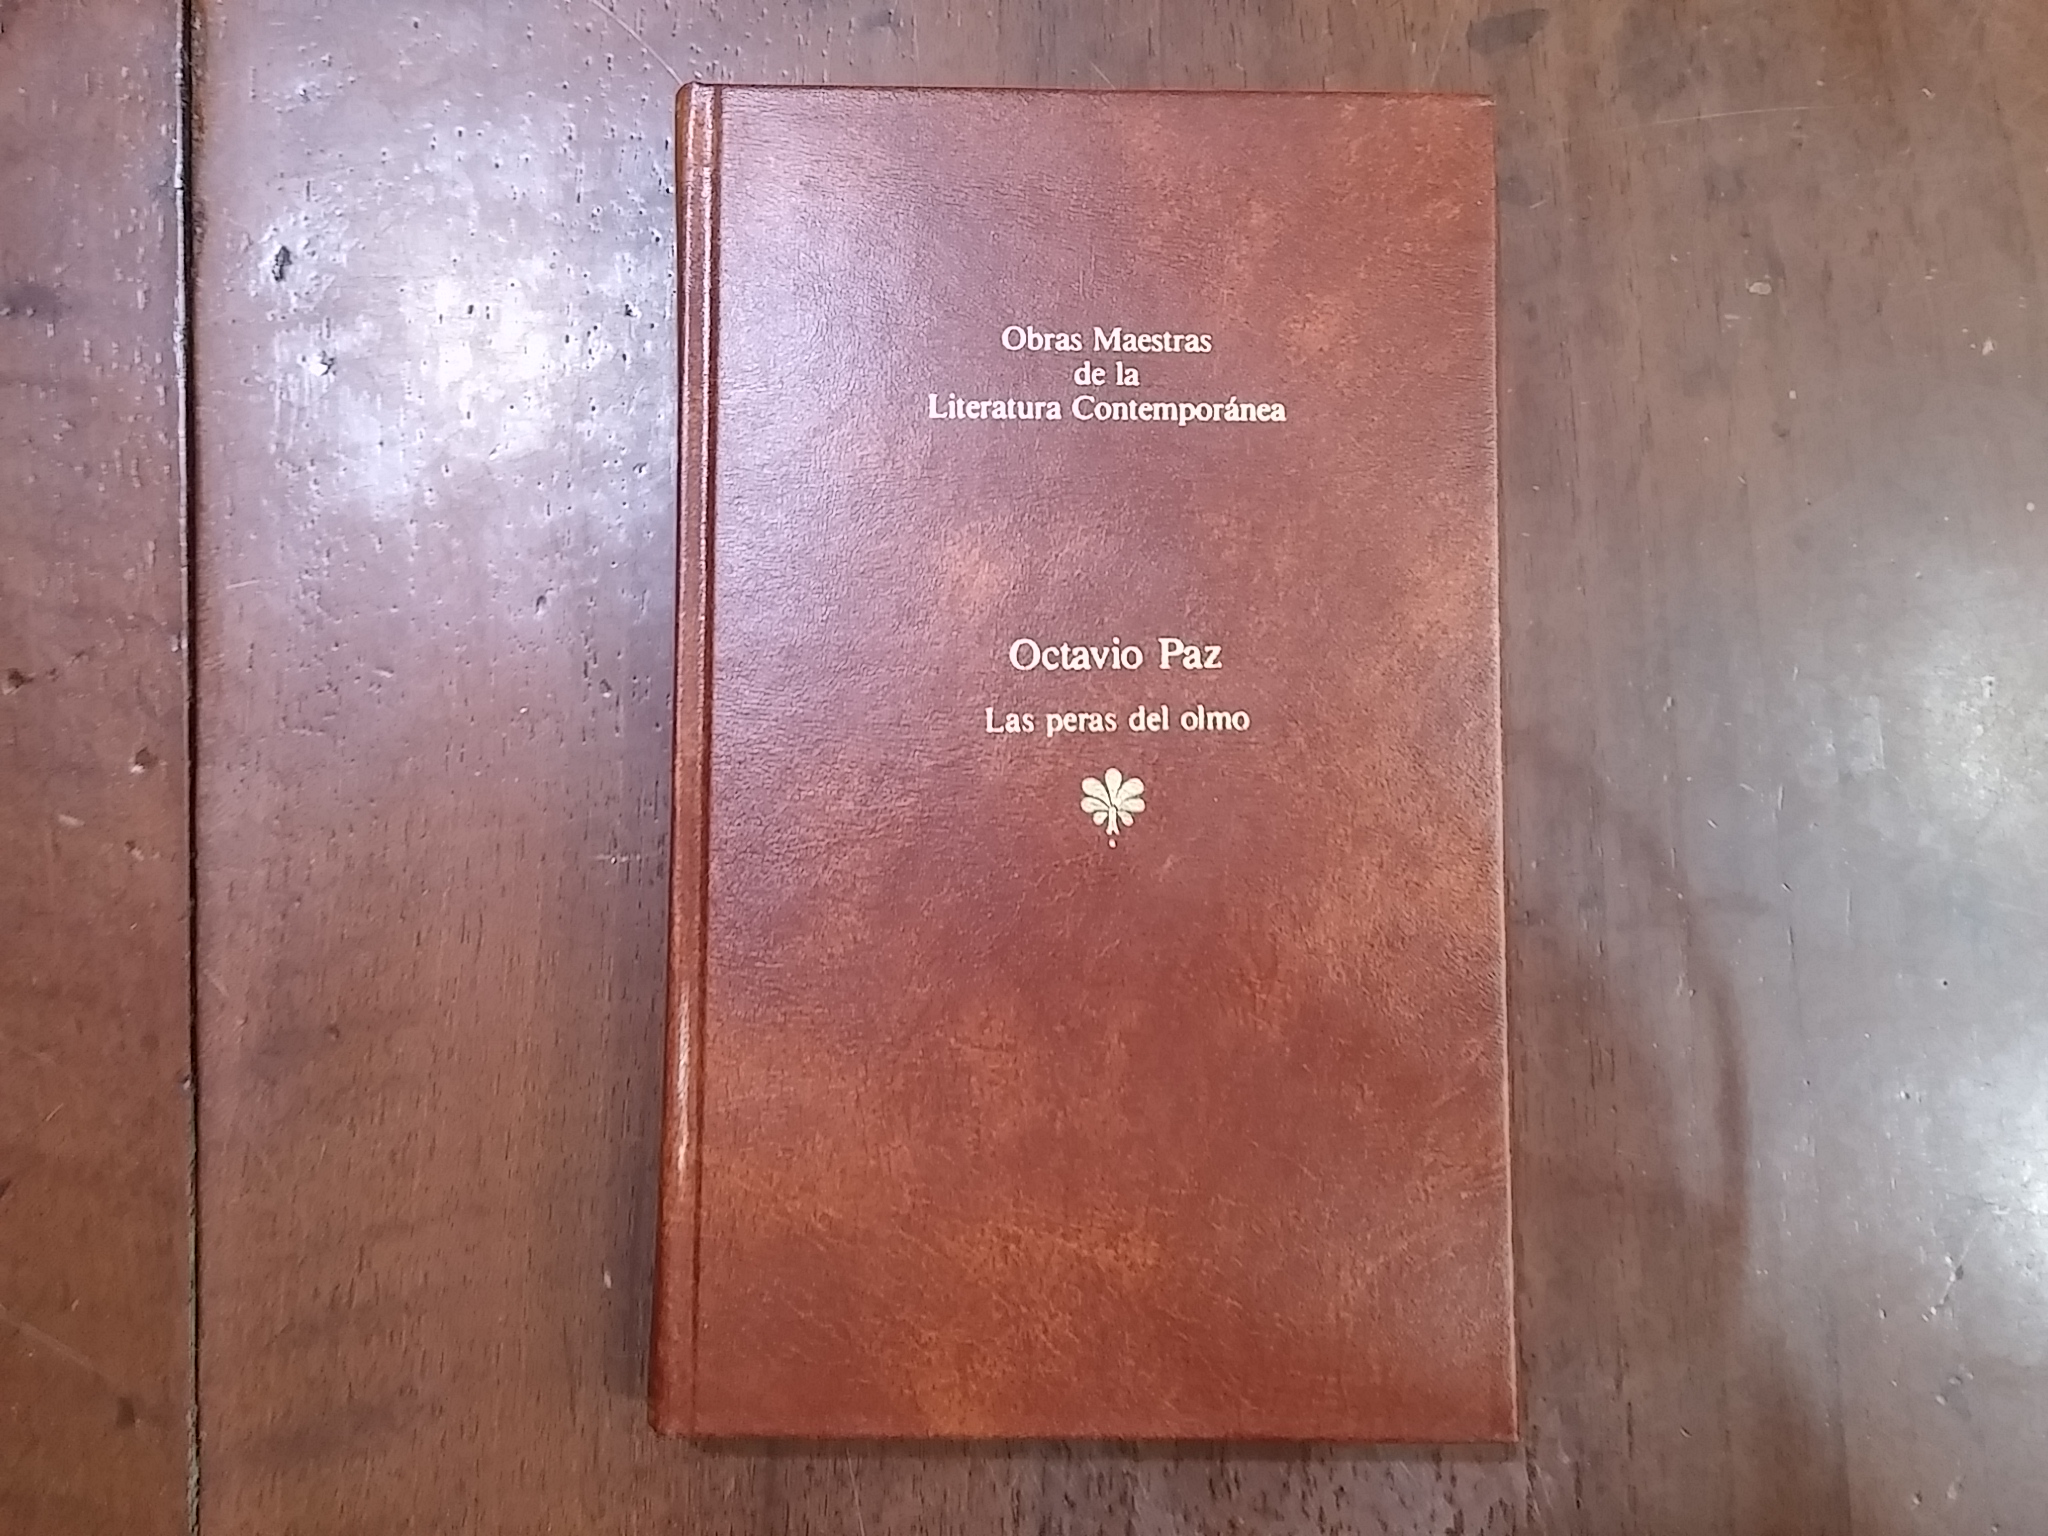 Obras Maestras
de la
Literatura Contemporánea
Octavio Paz
Las peras del olmo